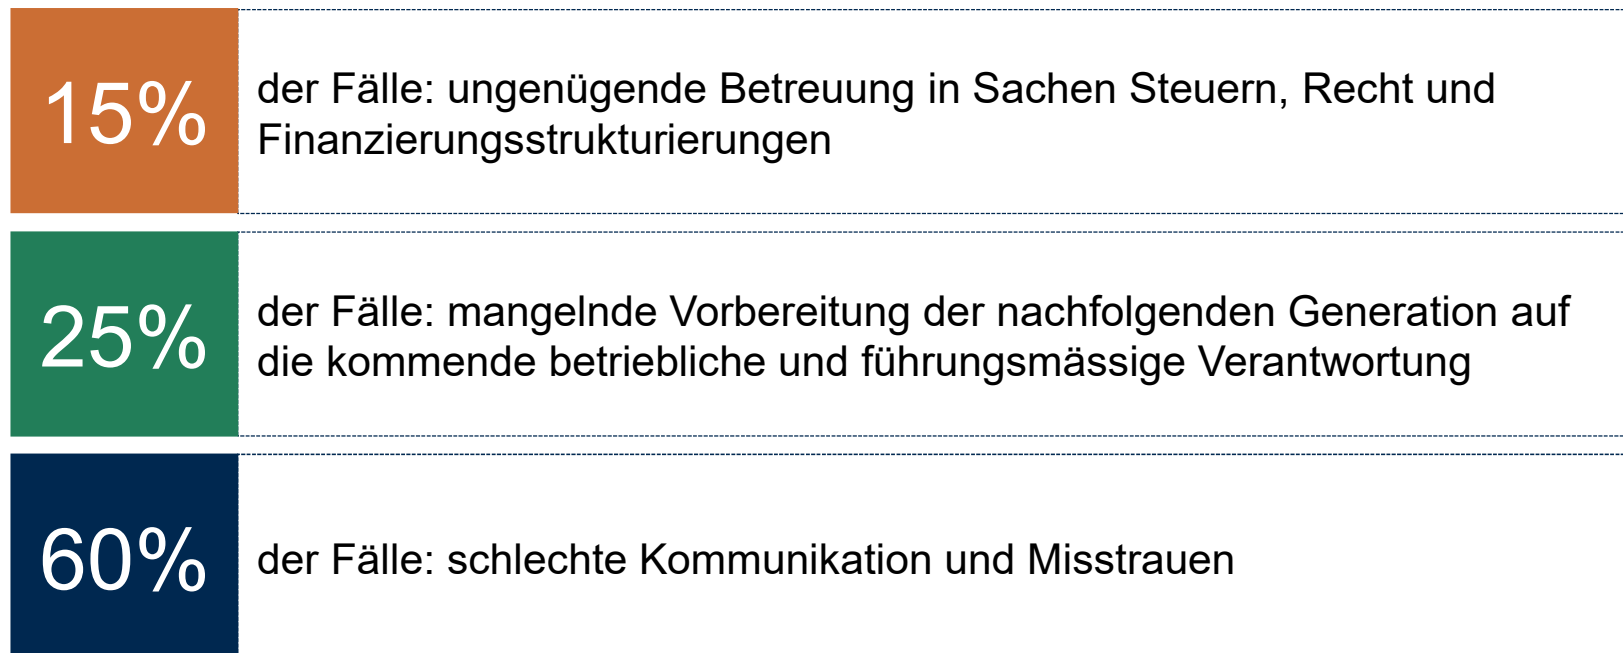 15%
der Fälle: ungenügende Betreuung in Sachen Steuern, Recht und
Finanzierungsstrukturierungen
25%
der Fälle: mangelnde Vorbereitung der nachfolgenden Generation auf
die kommende betriebliche und führungsmässige Verantwortung
60%
der Fälle: schlechte Kommunikation und Misstrauen